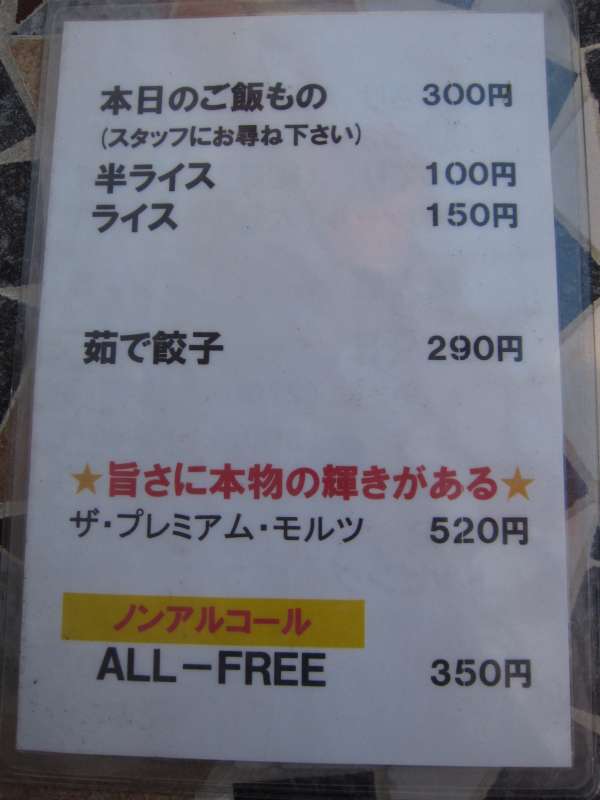 本日のご飯もの 300円
(スタッフにお尋ね下さい)
半ライス 100円
ライス 150円
茹で餃子 290円
★旨さに本物の輝きがある★
ザ・プレミアム・モルツ 520円
ノンアルコール
ALL－FREE 350円